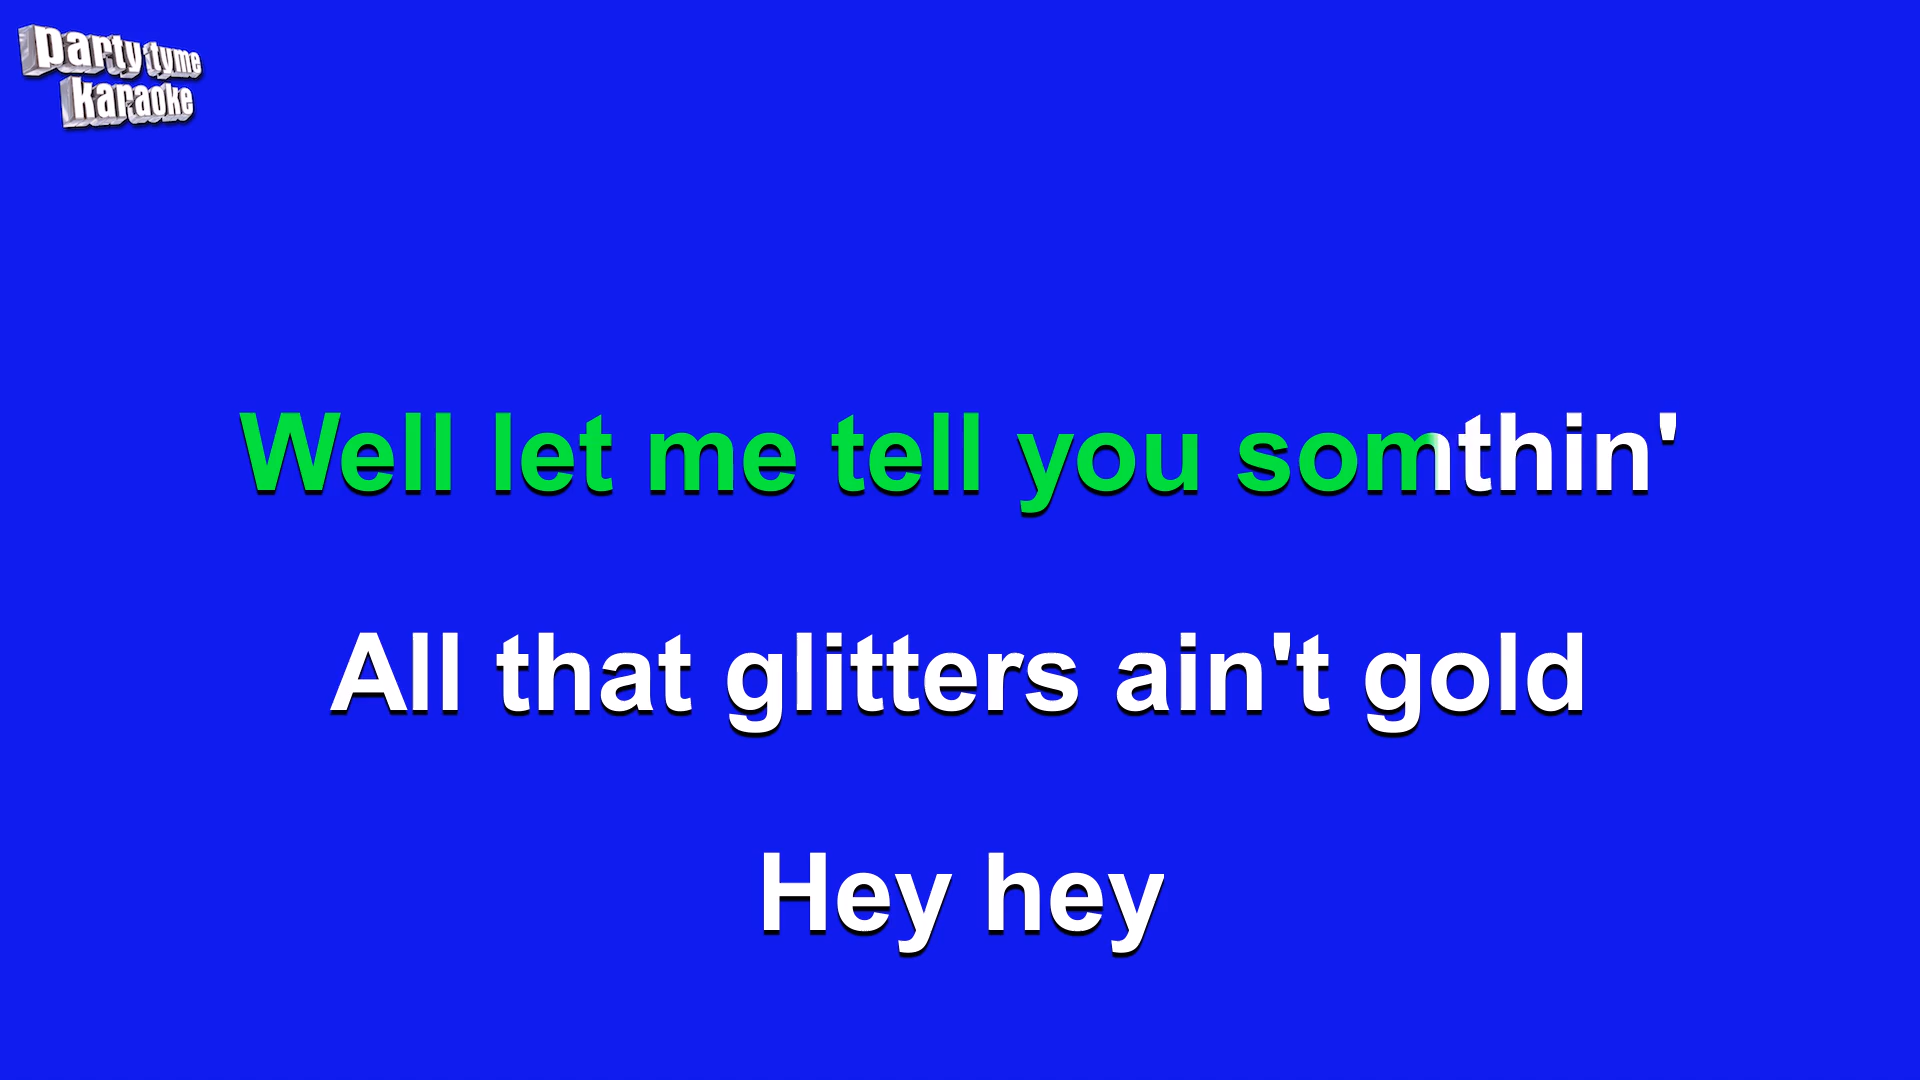 party tyme
karaoke
Well let me tell you somthin'
All that glitters ain't gold
Hey hey